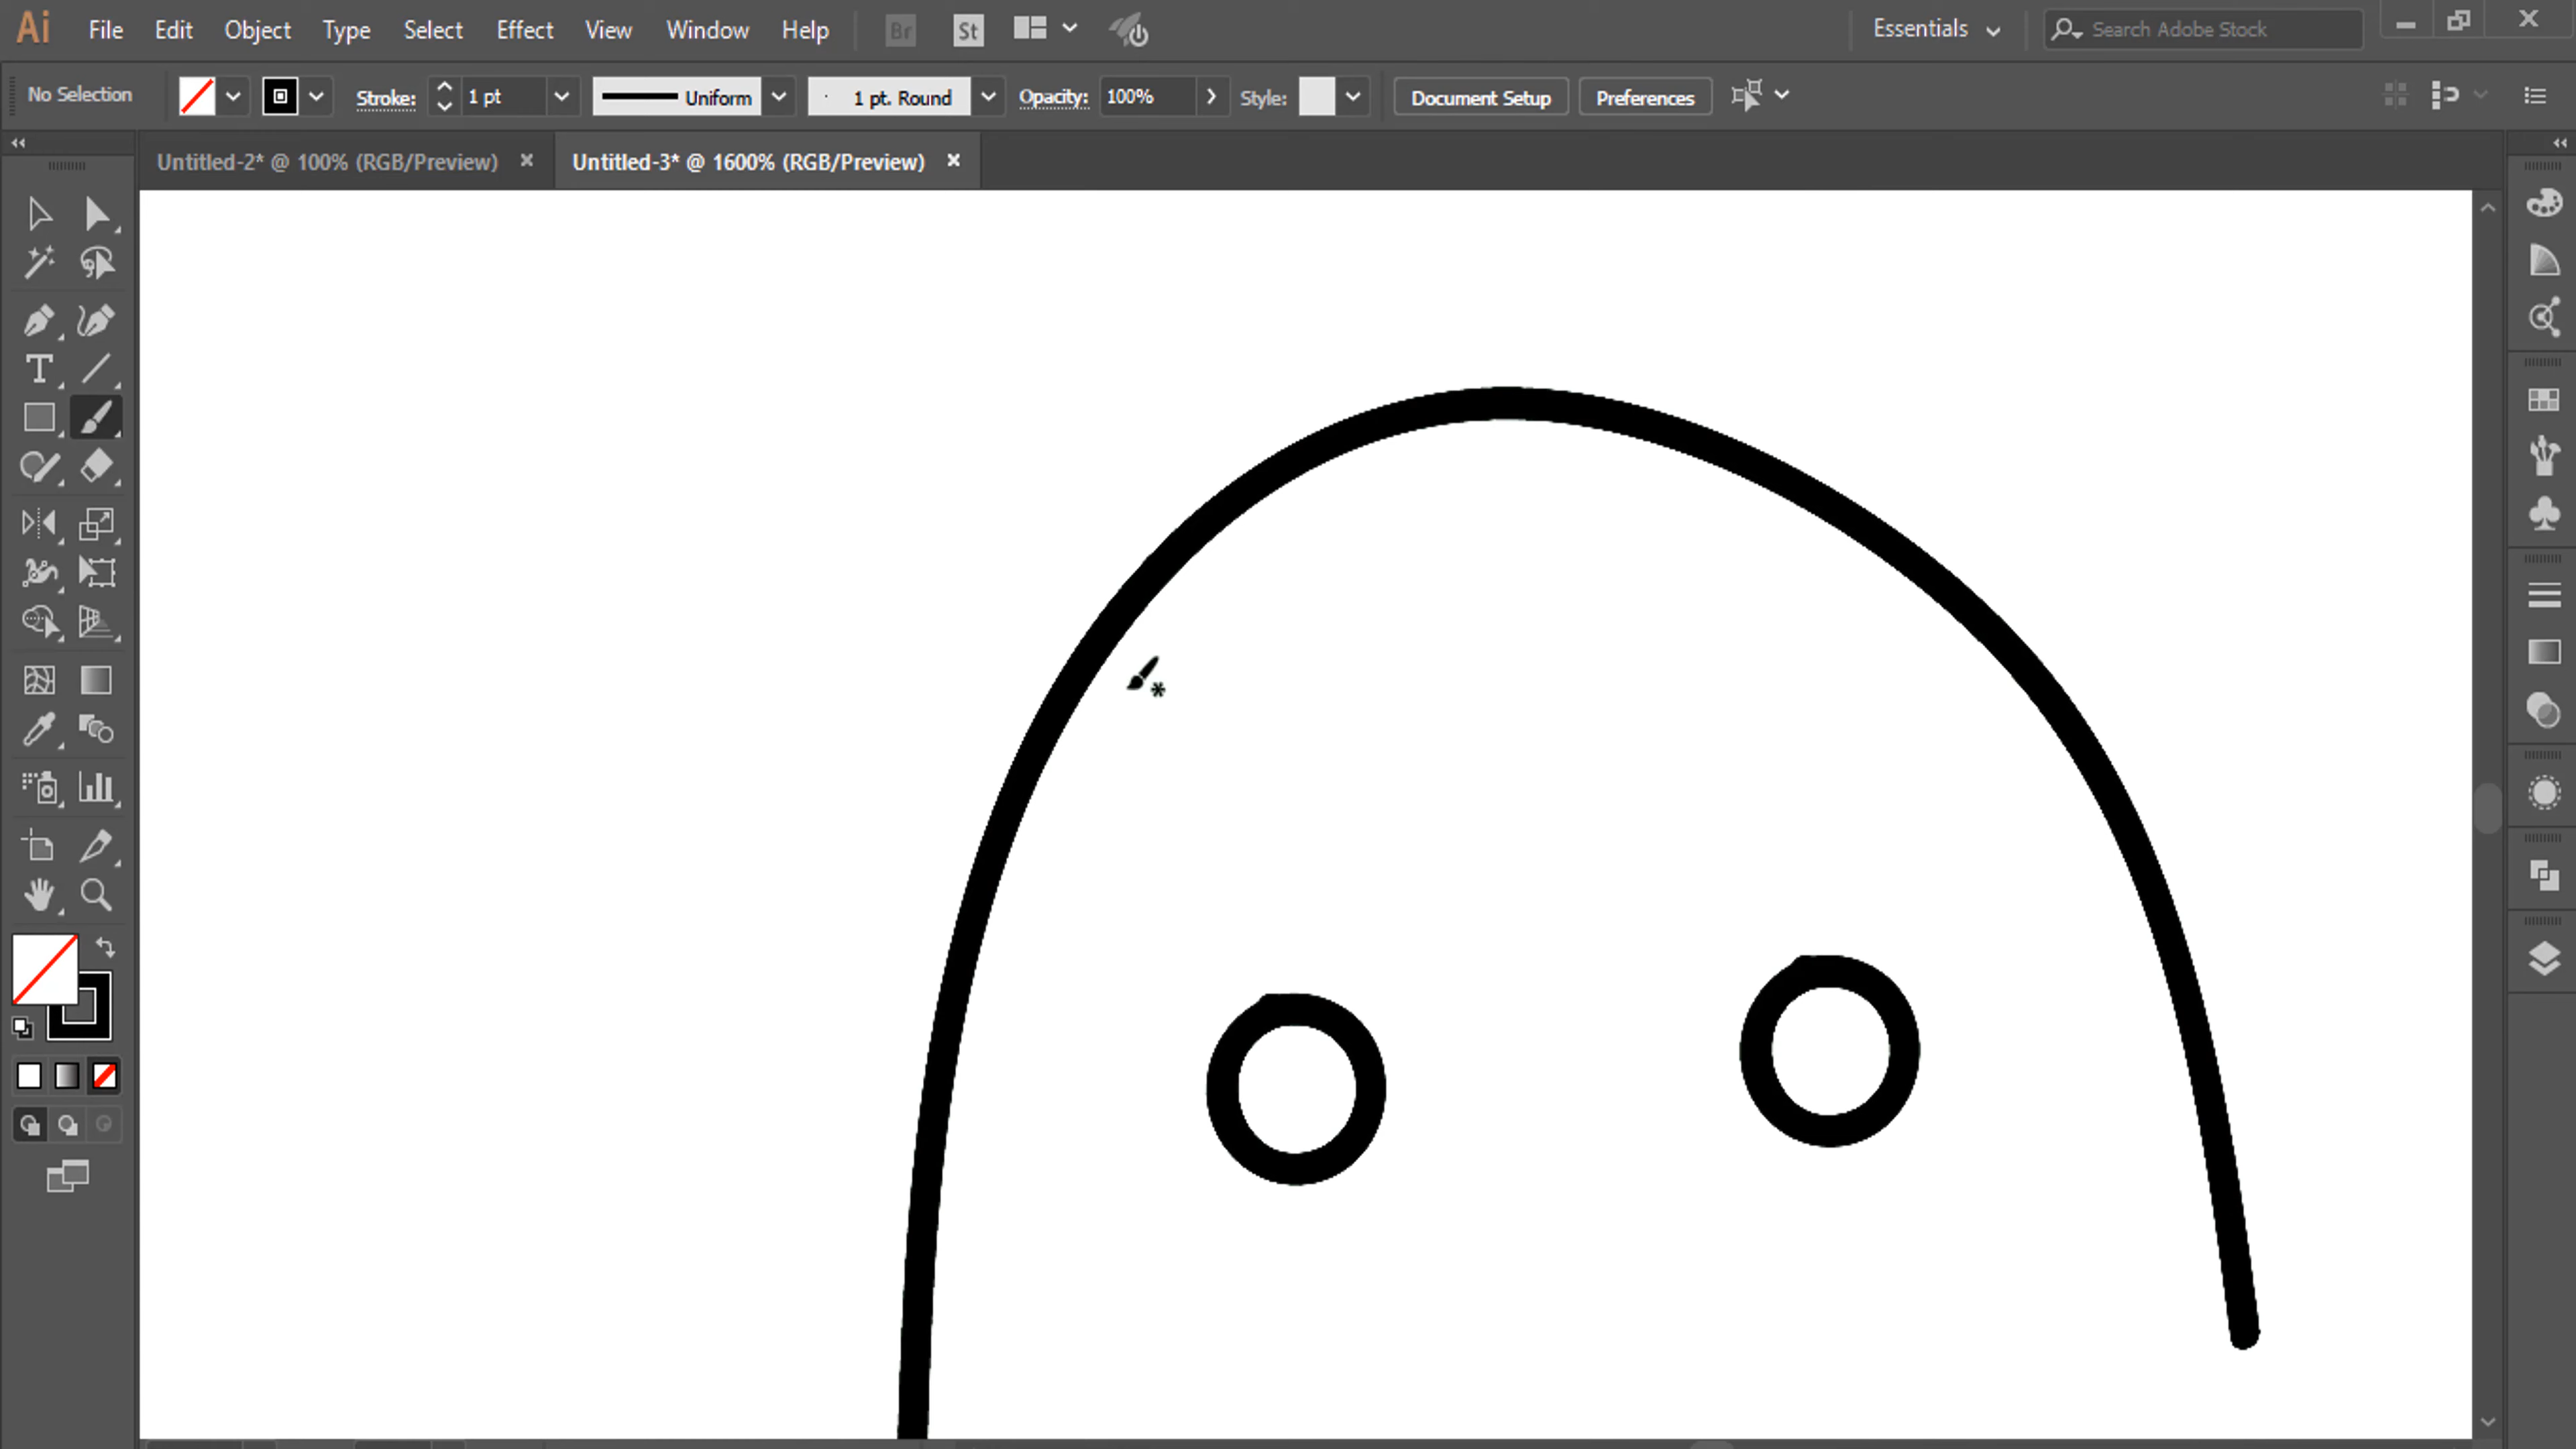 Ai File Edit Object Type Select Effect View Window Help Br St Essentials Search Adobe Stock
No Selection Stroke: 1 pt Uniform 1 pt. Round Opacity: 100% Style: Document Setup Preferences
Untitled-2* @ 100% (RGB/Preview) × Untitled-3* @ 1600% (RGB/Preview) ×